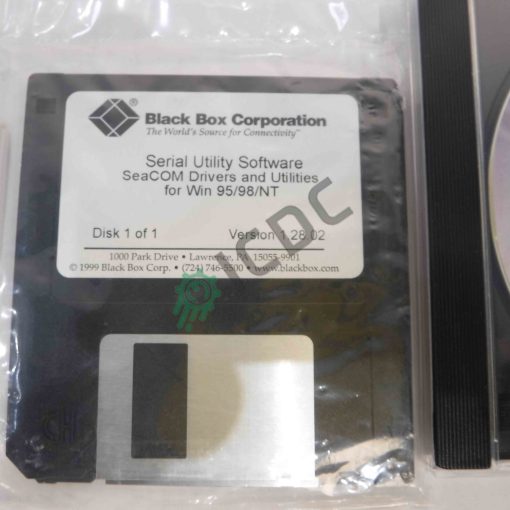 Black Box Corporation
The World's Source for Connectivity™
Serial Utility Software
SeaCOM Drivers and Utilities
for Win 95/98/NT
Disk 1 of 1 Version 1.28.02
1000 Park Drive • Lawrence, PA 15055-9901
© 1999 Black Box Corp. • (724) 746-5500 • www.blackbox.com
ICDC